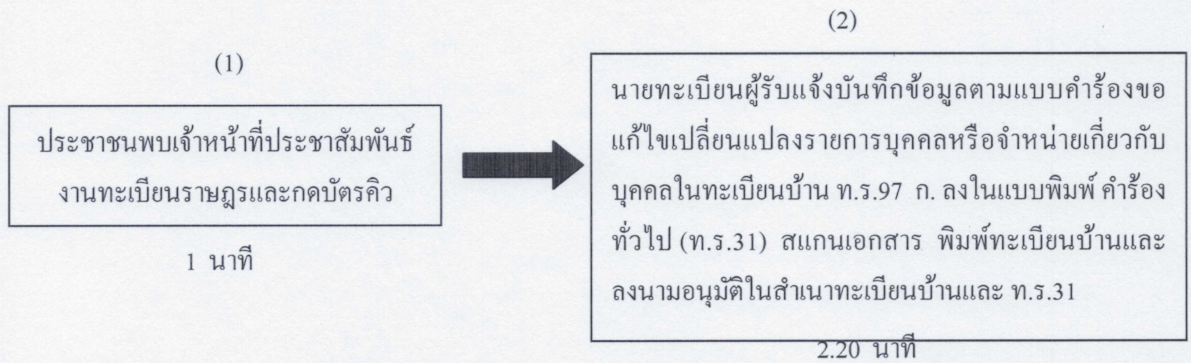 (1)
ประชาชนพบเจ้าหน้าที่ประชาสัมพันธ์
งานทะเบียนราษฎรและกดบัตรคิว
1 นาที
(2)
นายทะเบียนผู้รับแจ้งบันทึกข้อมูลตามแบบคำร้องขอ
แก้ไขเปลี่ยนแปลงรายการบุคคลหรือจำหน่ายเกี่ยวกับ
บุคคลในทะเบียนบ้าน ท.ร.97 ก. ลงในแบบพิมพ์ คำร้อง
ทั่วไป (ท.ร.31) สแกนเอกสาร พิมพ์ทะเบียนบ้านและ
ลงนามอนุมัติในสำเนาทะเบียนบ้านและ ท.ร.31
2.20 นาที